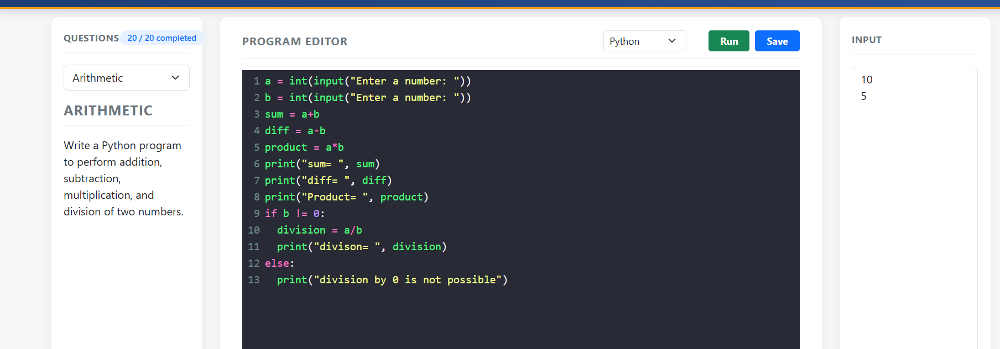 QUESTIONS 20 / 20 completed
Arithmetic
ARITHMETIC
Write a Python program
to perform addition,
subtraction,
multiplication, and
division of two numbers.
PROGRAM EDITOR
Python
Run
Save
1 a = int(input("Enter a number: "))
2 b = int(input("Enter a number: "))
3 sum = a+b
4 diff = a-b
5 product = a*b
6 print("sum= ", sum)
7 print("diff= ", diff)
8 print("Product= ", product)
9 if b != 0:
10   division = a/b
11   print("divison= ", division)
12 else:
13   print("division by 0 is not possible")
INPUT
10
5